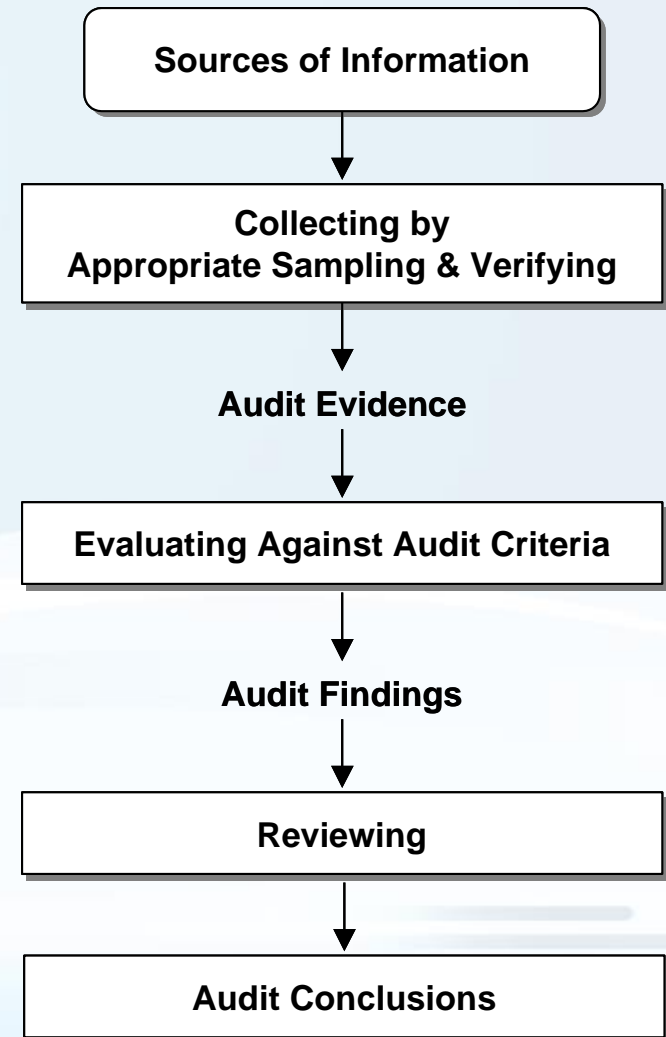 Sources of Information
Collecting by
Appropriate Sampling & Verifying
Audit Evidence
Evaluating Against Audit Criteria
Audit Findings
Reviewing
Audit Conclusions